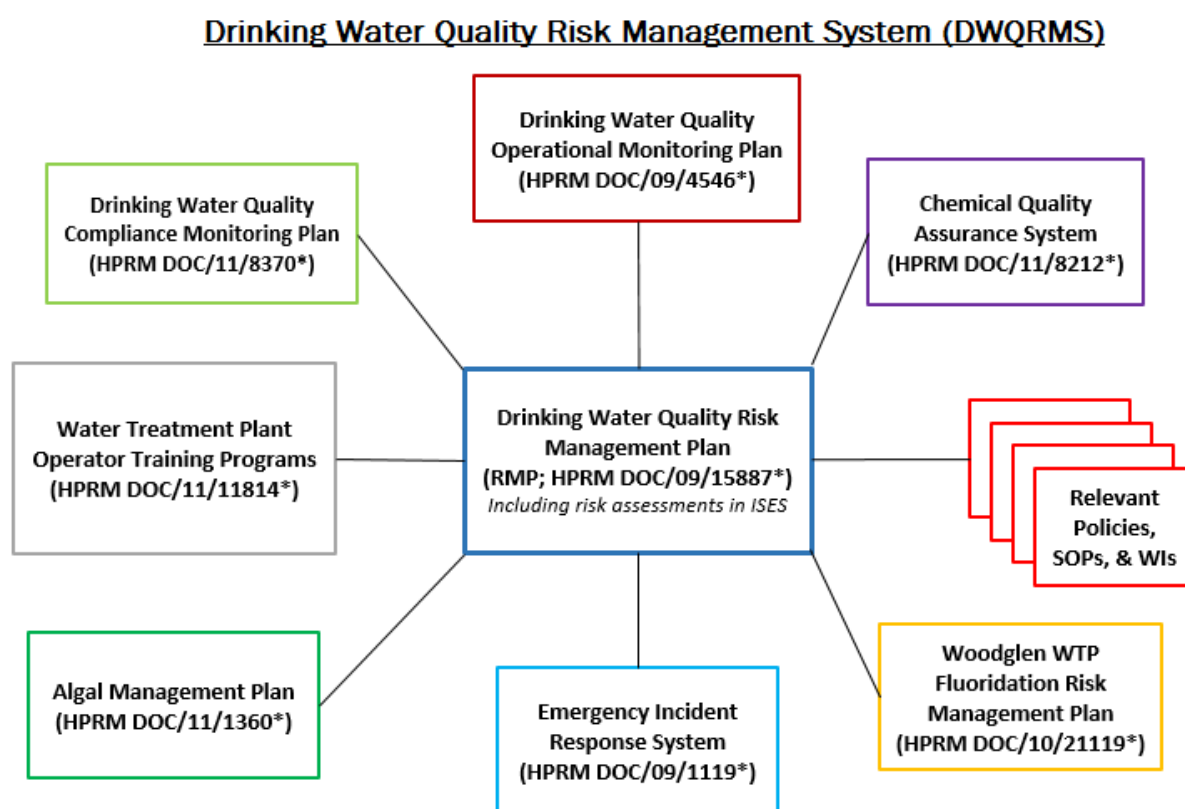 Drinking Water Quality Risk Management System (DWQRMS)
Drinking Water Quality
Operational Monitoring Plan
(HPRM DOC/09/4546*)
Drinking Water Quality
Compliance Monitoring Plan
(HPRM DOC/11/8370*)
Chemical Quality
Assurance System
(HPRM DOC/11/8212*)
Water Treatment Plant
Operator Training Programs
(HPRM DOC/11/11814*)
Drinking Water Quality Risk
Management Plan
(RMP; HPRM DOC/09/15887*)
Including risk assessments in ISES
Relevant
Policies,
SOPs, & WIs
Algal Management Plan
(HPRM DOC/11/1360*)
Emergency Incident
Response System
(HPRM DOC/09/1119*)
Woodglen WTP
Fluoridation Risk
Management Plan
(HPRM DOC/10/21119*)